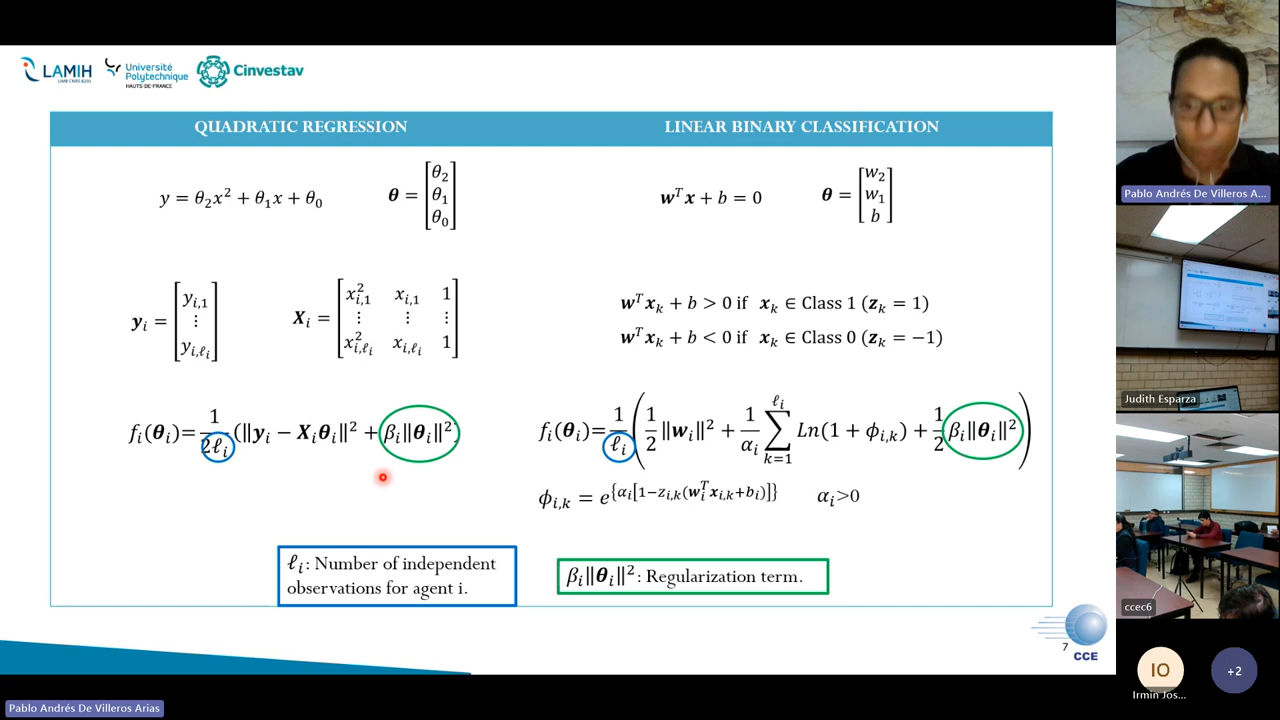 LAMIH
UMR CNRS 8201
Université
Polytechnique
HAUTS-DE-FRANCE
Cinvestav
QUADRATIC REGRESSION
LINEAR BINARY CLASSIFICATION
y = θ₂x² + θ₁x + θ₀
θ = [θ₂ θ₁ θ₀]
wᵀx + b = 0
θ = [w₂ w₁ b]
yᵢ = [yᵢ,₁ ⋮ yᵢ,ℓᵢ]
Xᵢ = [x²ᵢ,₁ xᵢ,₁ 1 ⋮ ⋮ ⋮ x²ᵢ,ℓᵢ xᵢ,ℓᵢ 1]
wᵀxₖ + b > 0 if xₖ ∈ Class 1 (zₖ = 1)
wᵀxₖ + b < 0 if xₖ ∈ Class 0 (zₖ = −1)
fᵢ(θᵢ)= 1/2ℓᵢ (‖yᵢ − Xᵢθᵢ‖² + βᵢ‖θᵢ‖²)
fᵢ(θᵢ)= 1/ℓᵢ (1/2 ‖wᵢ‖² + 1/αᵢ ∑_{k=1}^{ℓᵢ} Ln(1 + ϕᵢ,ₖ) + 1/2 βᵢ‖θᵢ‖²)
ϕᵢ,ₖ = e^{αᵢ[1−zᵢ,ₖ(wᵢᵀxᵢ,ₖ+bᵢ)]} αᵢ>0
ℓᵢ: Number of independent
observations for agent i.
βᵢ‖θᵢ‖²: Regularization term.
7
CCE
Pablo Andrés De Villeros Arias
Pablo Andrés De Villeros A...
Judith Esparza
ccec6
IO
Irmin Jos...
+2